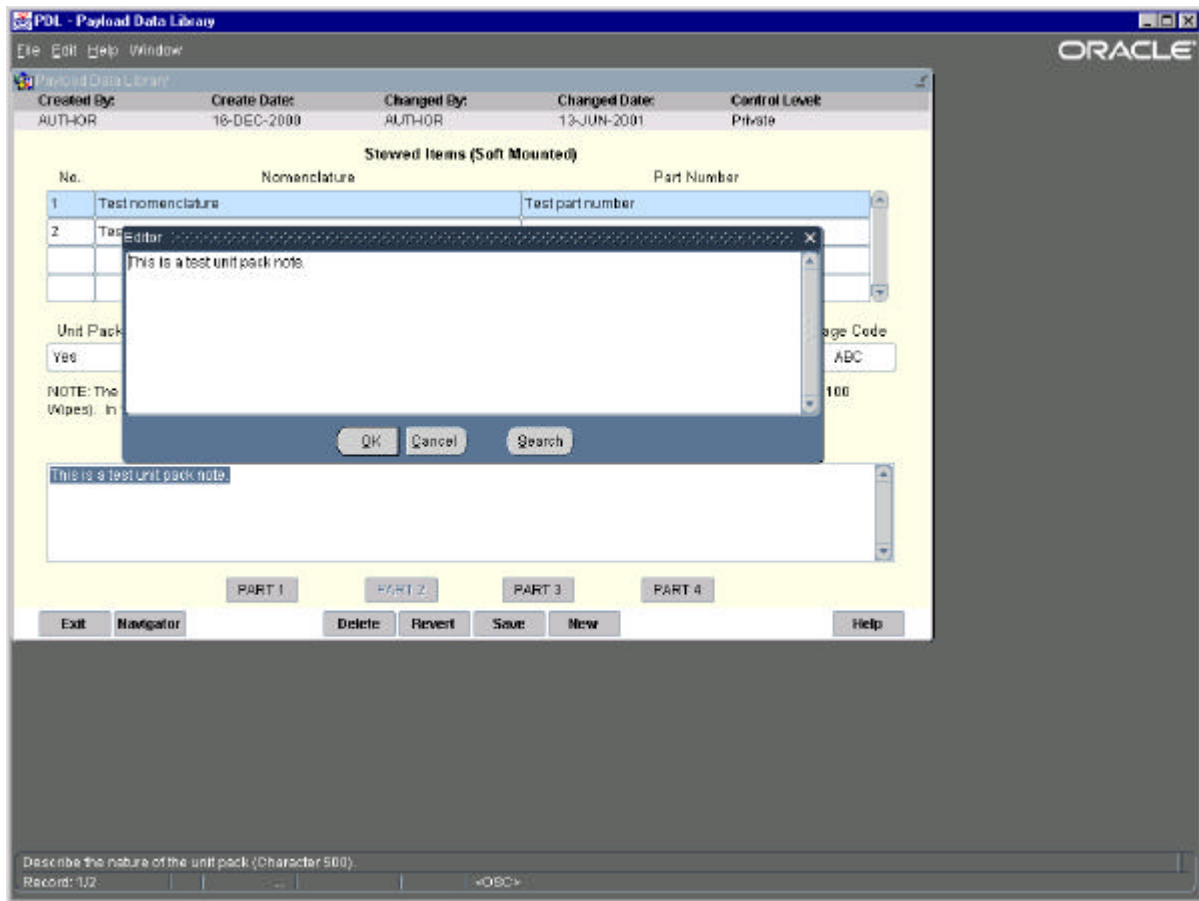 PDL - Payload Data Library
File Edit Help Window
ORACLE
Payload Data Library
Created By: Create Date: Changed By: Changed Date: Control Level:
AUTHOR 16-DEC-2000 AUTHOR 13-JUN-2001 Private
Stowed Items (Soft Mounted)
No. Nomenclature Part Number
1 Test nomenclature Test part number
2 Tes
Editor
This is a test unit pack note.
Unit Pack age Code
Yes ABC
NOTE: The 100
Wipes). In
OK Cancel Search
This is a test unit pack note.
PART 1 PART 2 PART 3 PART 4
Exit Navigator Delete Revert Save New Help
Describe the nature of the unit pack (Character 500).
Record: 1/2 ... <OSC>